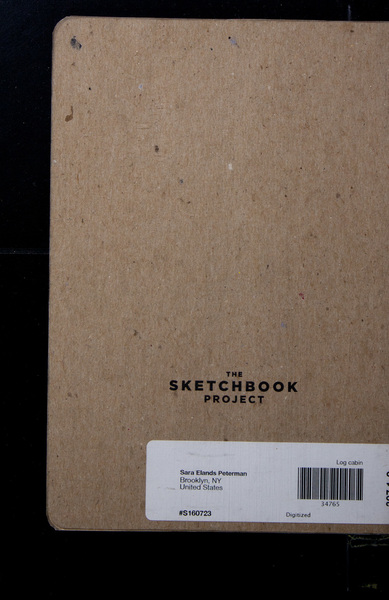 THE
SKETCHBOOK
PROJECT
Log cabin
Sara Elands Peterman
Brooklyn, NY
United States
34765
#S160723
Digitized